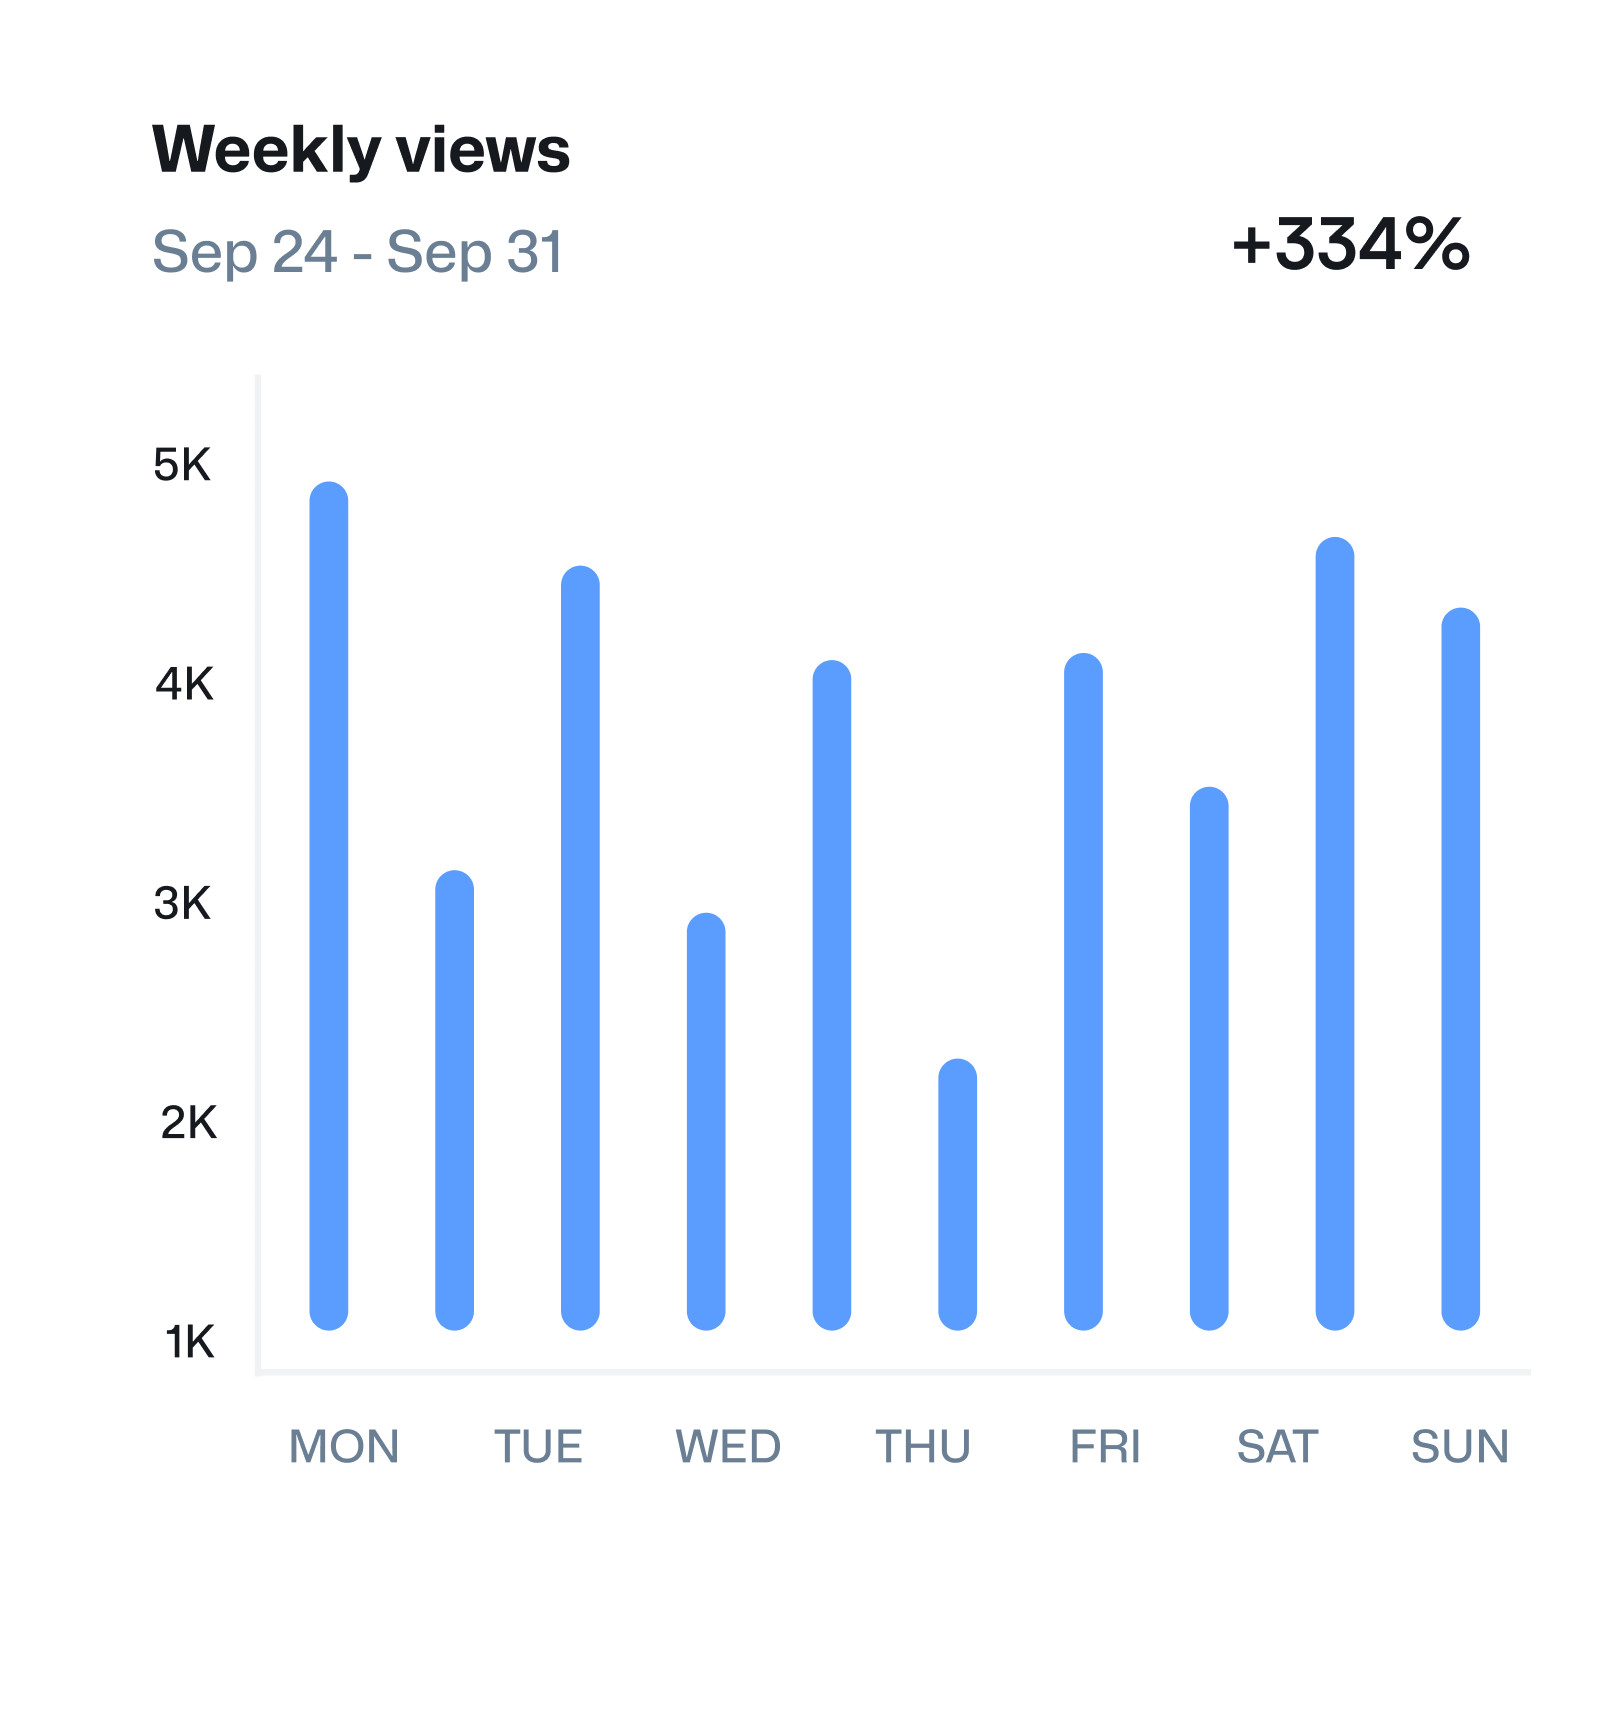 Weekly views
Sep 24 - Sep 31
+334%
5K
4K
3K
2K
1K
MON TUE WED THU FRI SAT SUN